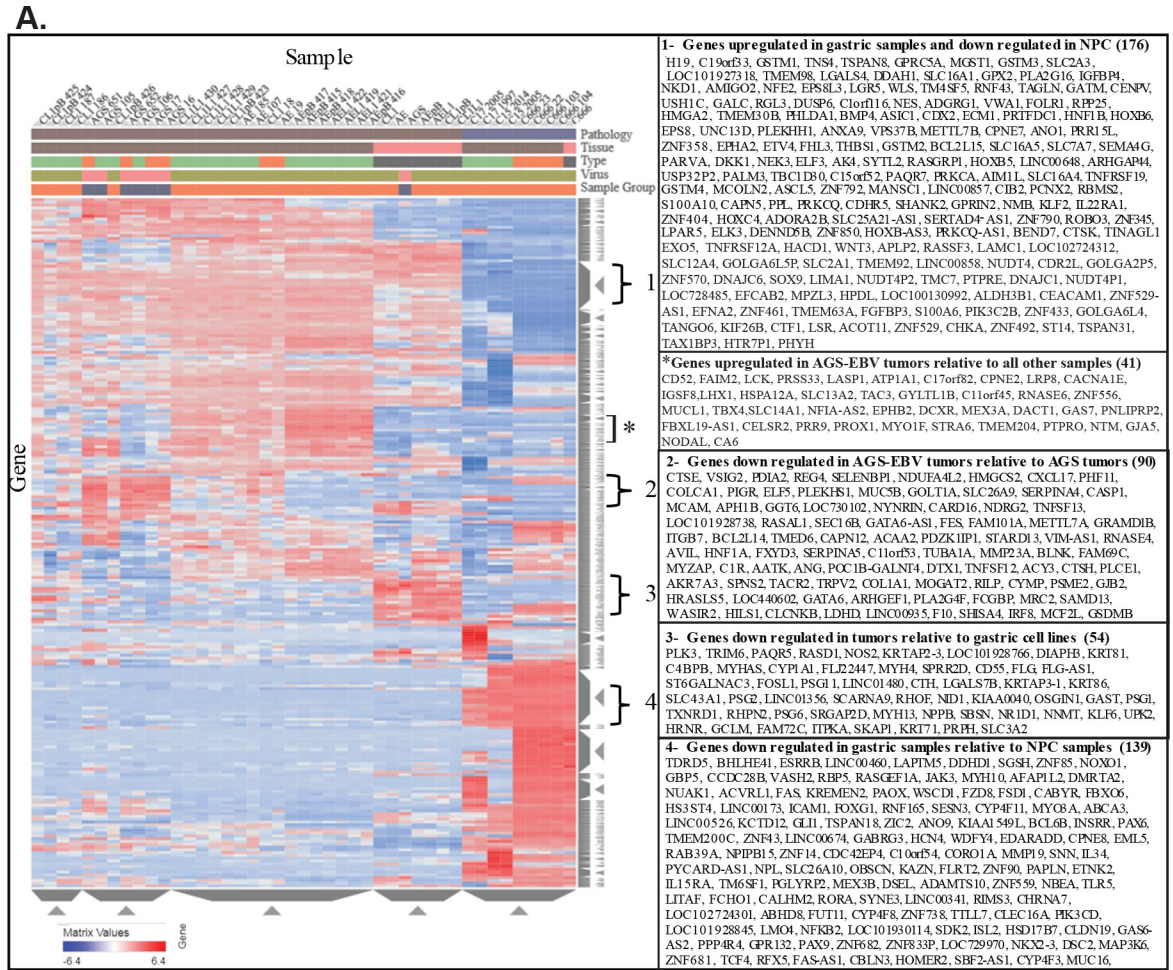 A.
Sample
Pathology
Tissue
Type
Virus
Sample Group
Gene
1
*
2
3
4
Matrix Values
-6.4
6.4
Gene
1- Genes upregulated in gastric samples and down regulated in NPC (176)
H19, C19orf33, GSTM1, TNS4, TSPAN8, GPRC5A, MGST1, GSTM3, SLC2A3,
LOC101927318, TMEM98, LGALS4, DDAH1, SLC16A1, GPX2, PLA2G16, IGFBP4,
NKD1, AMIGO2, NFE2, EPS8L3, LGR5, WLS, TM4SF5, RNF43, TAGLN, GATM, CENPV,
USH1C, GALC, RGL3, DUSP6, C1orf116, NES, ADGRG1, VWA1, FOLR1, RPP25,
HMGA2, TMEM30B, PHLDA1, BMP4, ASIC1, CDX2, ECM1, PRTFDC1, HNF1B, HOXB6,
EPS8, UNC13D, PLEKHH1, ANXA9, VPS37B, METTL7B, CPNE7, ANO1, PRR15L,
ZNF358, EPHA2, ETV4, FHL3, THBS1, GSTM2, BCL2L15, SLC16A5, SLC7A7, SEMA4G,
PARVA, DKK1, NEK3, ELF3, AK4, SYTL2, RASGRP1, HOXB5, LINC00648, ARHGAP44,
USP32P2, PALM3, TBC1D30, C15orf52, PAQR7, PRKCA, AIM1L, SLC16A4, TNFRSF19,
GSTM4, MCOLN2, ASCL5, ZNF792, MANSC1, LINC00857, CIB2, PCNX2, RBMS2,
S100A10, CAPN5, PPL, PRKCQ, CDHR5, SHANK2, GPRIN2, NMB, KLF2, IL22RA1,
ZNF404, HOXC4, ADORA2B, SLC25A21-AS1, SERTAD4-AS1, ZNF790, ROBO3, ZNF345,
LPAR5, ELK3, DENND5B, ZNF850, HOXB-AS3, PRKCQ-AS1, BEND7, CTSK, TINAGL1
EXO5, TNFRSF12A, HACD1, WNT3, APLP2, RASSF3, LAMC1, LOC102724312,
SLC12A4, GOLGA6L5P, SLC2A1, TMEM92, LINC00858, NUDT4, CDR2L, GOLGA2P5,
ZNF570, DNAJC6, SOX9, LIMA1, NUDT4P2, TMC7, PTPRE, DNAJC1, NUDT4P1,
LOC728485, EFCAB2, MPZL3, HPDL, LOC100130992, ALDH3B1, CEACAM1, ZNF529-
AS1, EFNA2, ZNF461, TMEM63A, FGFBP3, S100A6, PIK3C2B, ZNF433, GOLGA6L4,
TANGO6, KIF26B, CTF1, LSR, ACOT11, ZNF529, CHKA, ZNF492, ST14, TSPAN31,
TAX1BP3, HTR7P1, PHYH
*Genes upregulated in AGS-EBV tumors relative to all other samples (41)
CD52, FAIM2, LCK, PRSS33, LASP1, ATP1A1, C17orf82, CPNE2, LRP8, CACNA1E,
IGSF8,LHX1, HSPA12A, SLC13A2, TAC3, GYLTL1B, C11orf45, RNASE6, ZNF556,
MUCL1, TBX4,SLC14A1, NFIA-AS2, EPHB2, DCXR, MEX3A, DACT1, GAS7, PNLIPRP2,
FBXL19-AS1, CELSR2, PRR9, PROX1, MYO1F, STRA6, TMEM204, PTPRO, NTM, GJA5,
NODAL, CA6
2- Genes down regulated in AGS-EBV tumors relative to AGS tumors (90)
CTSE, VSIG2, PDIA2, REG4, SELENBP1, NDUFA4L2, HMGCS2, CXCL17, PHF11,
COLCA1, PIGR, ELF5, PLEKHS1, MUC5B, GOLT1A, SLC26A9, SERPINA4, CASP1,
MCAM, APH1B, GGT6, LOC730102, NYNRIN, CARD16, NDRG2, TNFSF13,
LOC101928738, RASAL1, SEC16B, GATA6-AS1, FES, FAM101A, METTL7A, GRAMD1B,
ITGB7, BCL2L14, TMED6, CAPN12, ACAA2, PDZK1IP1, STARD13, VIM-AS1, RNASE4,
AVIL, HNF1A, FXYD3, SERPINA5, C11orf53, TUBA1A, MMP23A, BLNK, FAM69C,
MYZAP, C1R, AATK, ANG, POC1B-GALNT4, DTX1, TNFSF12, ACY3, CTSH, PLCE1,
AKR7A3, SPNS2, TACR2, TRPV2, COL1A1, MOGAT2, RILP, CYMP, PSME2, GJB2,
HRASLS5, LOC440602, GATA6, ARHGEF1, PLA2G4F, FCGBP, MRC2, SAMD13,
WASIR2, HILS1, CLCNKB, LDHD, LINC00935, F10, SHISA4, IRF8, MCF2L, GSDMB
3- Genes down regulated in tumors relative to gastric cell lines (54)
PLK3, TRIM6, PAQR5, RASD1, NOS2, KRTAP2-3, LOC101928766, DIAPH3, KRT81,
C4BPB, MYHAS, CYP1A1, FLJ22447, MYH4, SPRR2D, CD55, FLG, FLG-AS1,
ST6GALNAC3, FOSL1, PSG11, LINC01480, CTH, LGALS7B, KRTAP3-1, KRT86,
SLC43A1, PSG2, LINC01356, SCARNA9, RHOF, NID1, KIAA0040, OSGIN1, GAST, PSG1,
TXNRD1, RHPN2, PSG6, SRGAP2D, MYH13, NPPB, SBSN, NR1D1, NNMT, KLF6, UPK2,
HRNR, GCLM, FAM72C, ITPKA, SKAP1, KRT71, PRPH, SLC3A2
4- Genes down regulated in gastric samples relative to NPC samples (139)
TDRD5, BHLHE41, ESRRB, LINC00460, LAPTM5, DDHD1, SGSH, ZNF85, NOXO1,
GBP5, CCDC28B, VASH2, RBP5, RASGEF1A, JAK3, MYH10, AFAP1L2, DMRTA2,
NUAK1, ACVRL1, FAS, KREMEN2, PAOX, WSCD1, FZD8, FSD1, CABYR, FBXO6,
HS3ST4, LINC00173, ICAM1, FOXG1, RNF165, SESN3, CYP4F11, MYO3A, ABCA3,
LINC00526, KCTD12, GLI1, TSPAN18, ZIC2, ANO9, KIAA1549L, BCL6B, INSRR, PAX6,
TMEM200C, ZNF43, LINC00674, GABRG3, HCN4, WDFY4, EDARADD, CPNE8, EML5,
RAB39A, NPIPB15, ZNF14, CDC42EP4, C10orf54, CORO1A, MMP19, SNN, IL34,
PYCARD-AS1, NPL, SLC26A10, OBSCN, KAZN, FLRT2, ZNF90, PAPLN, ETNK2,
IL15RA, TM6SF1, PGLYRP2, MEX3B, DSEL, ADAMTS10, ZNF559, NBEA, TLR5,
LITAF, FCHO1, CALHM2, RORA, SYNE3, LINC00341, RIMS3, CHRNA7,
LOC102724301, ABHD8, FUT11, CYP4F8, ZNF738, TTLL7, CLEC16A, PIK3CD,
LOC101928845, LMO4, NFKB2, LOC101930114, SDK2, ISL2, HSD17B7, CLDN19, GAS6-
AS2, PPP4R4, GPR132, PAX9, ZNF682, ZNF833P, LOC729970, NKX2-3, DSC2, MAP3K6,
ZNF681, TCF4, RFX5, FAS-AS1, CBLN3, HOMER2, SBF2-AS1, CYP4F3, MUC16,